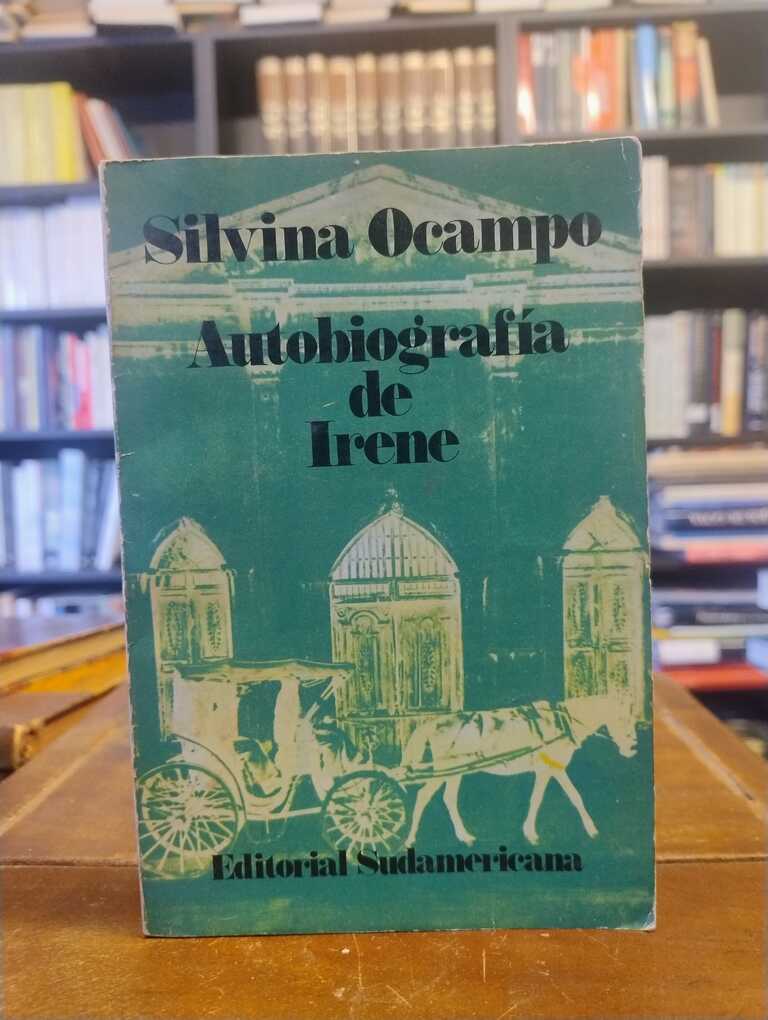 Silvina Ocampo
Autobiografía
de
Irene
Editorial Sudamericana